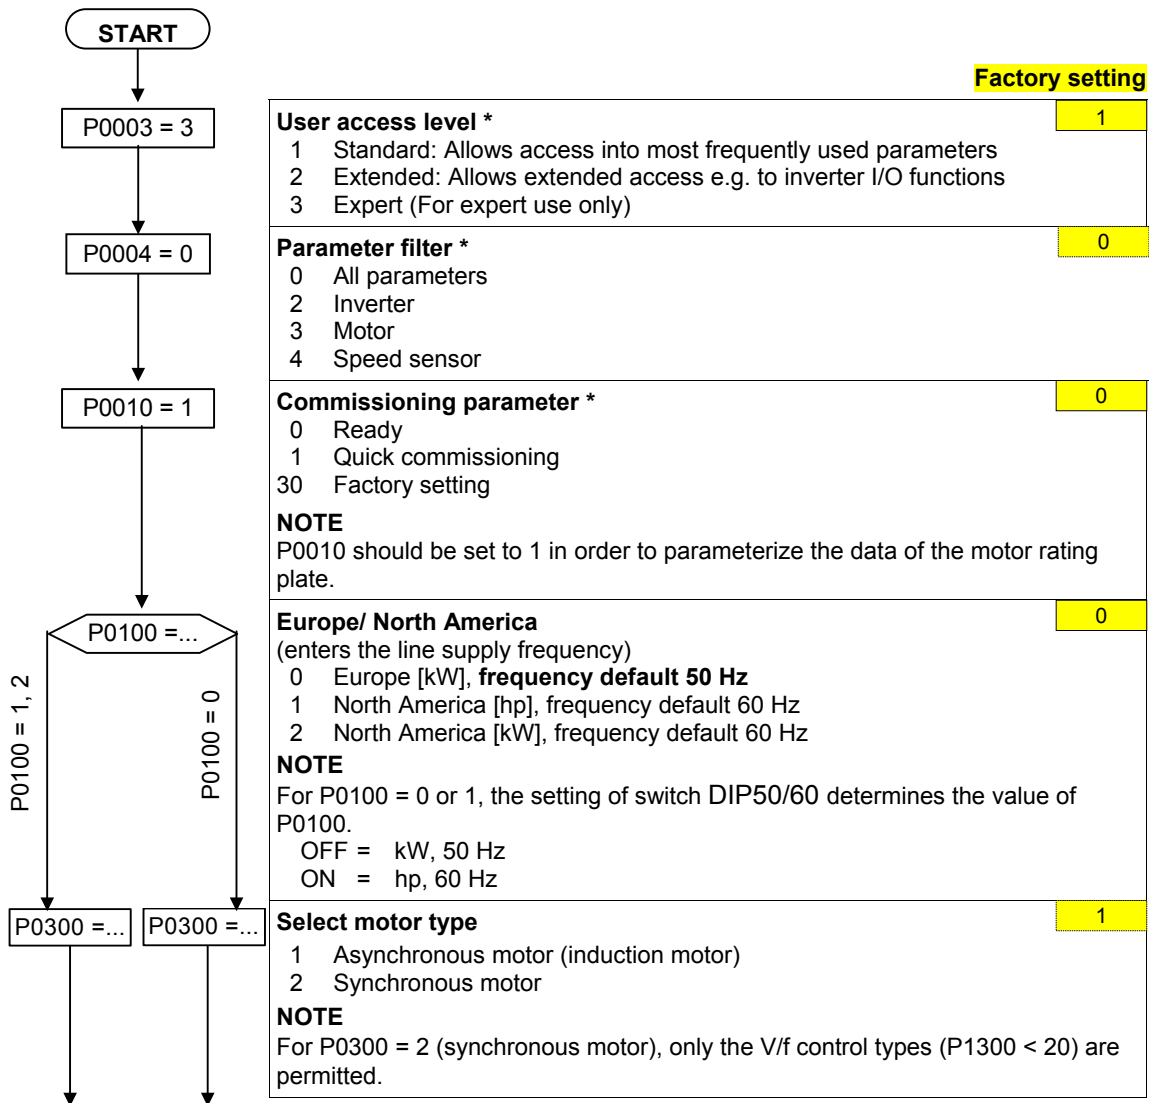 START
Factory setting
P0003 = 3
User access level *
1
1 Standard: Allows access into most frequently used parameters
2 Extended: Allows extended access e.g. to inverter I/O functions
3 Expert (For expert use only)
P0004 = 0
Parameter filter *
0
0 All parameters
2 Inverter
3 Motor
4 Speed sensor
P0010 = 1
Commissioning parameter *
0
0 Ready
1 Quick commissioning
30 Factory setting
NOTE
P0010 should be set to 1 in order to parameterize the data of the motor rating
plate.
P0100 =...
P0100 = 1, 2
P0100 = 0
Europe/ North America
0
(enters the line supply frequency)
0 Europe [kW], frequency default 50 Hz
1 North America [hp], frequency default 60 Hz
2 North America [kW], frequency default 60 Hz
NOTE
For P0100 = 0 or 1, the setting of switch DIP50/60 determines the value of
P0100.
OFF = kW, 50 Hz
ON = hp, 60 Hz
P0300 =...
P0300 =...
Select motor type
1
1 Asynchronous motor (induction motor)
2 Synchronous motor
NOTE
For P0300 = 2 (synchronous motor), only the V/f control types (P1300 < 20) are
permitted.